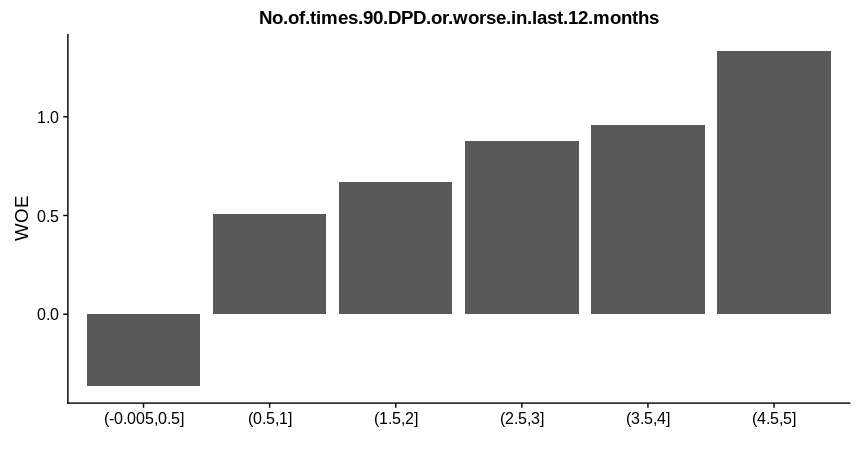 No.of.times.90.DPD.or.worse.in.last.12.months
WOE
1.0
0.5
0.0
(-0.005,0.5] (0.5,1] (1.5,2] (2.5,3] (3.5,4] (4.5,5]